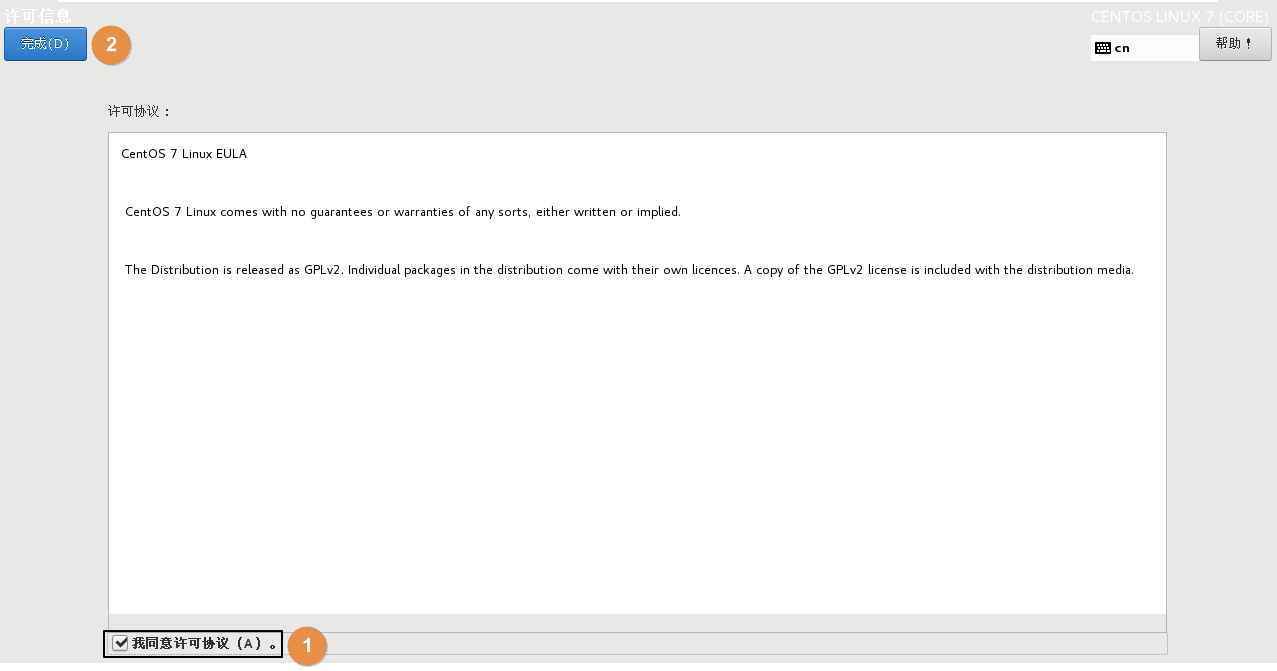 许可信息
CENTOS LINUX 7 (CORE)
完成(D)
2
cn
帮助！
许可协议：
CentOS 7 Linux EULA
CentOS 7 Linux comes with no guarantees or warranties of any sorts, either written or implied.
The Distribution is released as GPLv2. Individual packages in the distribution come with their own licences. A copy of the GPLv2 license is included with the distribution media.
我同意许可协议（A）。
1